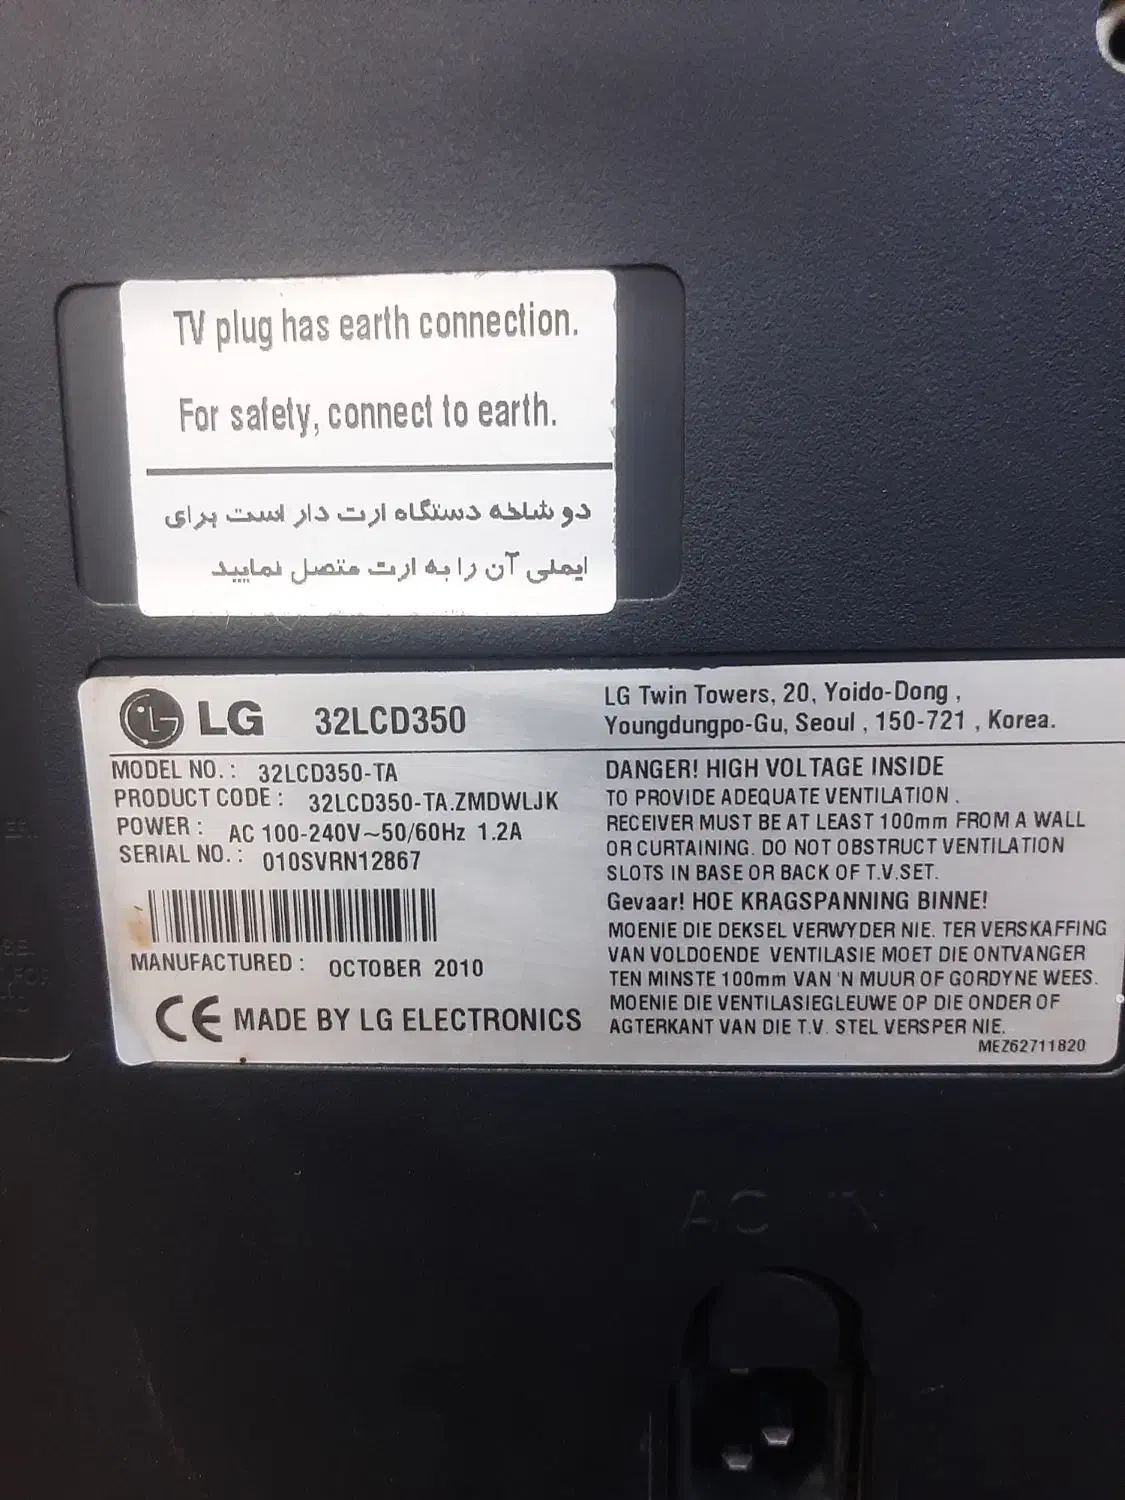 TV plug has earth connection.
For safety, connect to earth.
دو شاخه دستگاه ارت دار است برای
ایمنی آن را به ارت متصل نمایید
LG 32LCD350
MODEL NO. : 32LCD350-TA
PRODUCT CODE : 32LCD350-TA.ZMDWLJK
POWER : AC 100-240V~50/60Hz 1.2A
SERIAL NO. : 010SVRN12867
MANUFACTURED : OCTOBER 2010
CE MADE BY LG ELECTRONICS
LG Twin Towers, 20, Yoido-Dong ,
Youngdungpo-Gu, Seoul , 150-721 , Korea.
DANGER! HIGH VOLTAGE INSIDE
TO PROVIDE ADEQUATE VENTILATION .
RECEIVER MUST BE AT LEAST 100mm FROM A WALL
OR CURTAINING. DO NOT OBSTRUCT VENTILATION
SLOTS IN BASE OR BACK OF T.V.SET.
Gevaar! HOE KRAGSPANNING BINNE!
MOENIE DIE DEKSEL VERWYDER NIE. TER VERSKAFFING
VAN VOLDOENDE VENTILASIE MOET DIE ONTVANGER
TEN MINSTE 100mm VAN 'N MUUR OF GORDYNE WEES.
MOENIE DIE VENTILASIEGLEUWE OP DIE ONDER OF
AGTERKANT VAN DIE T.V. STEL VERSPER NIE.
MEZ62711820
AC IN